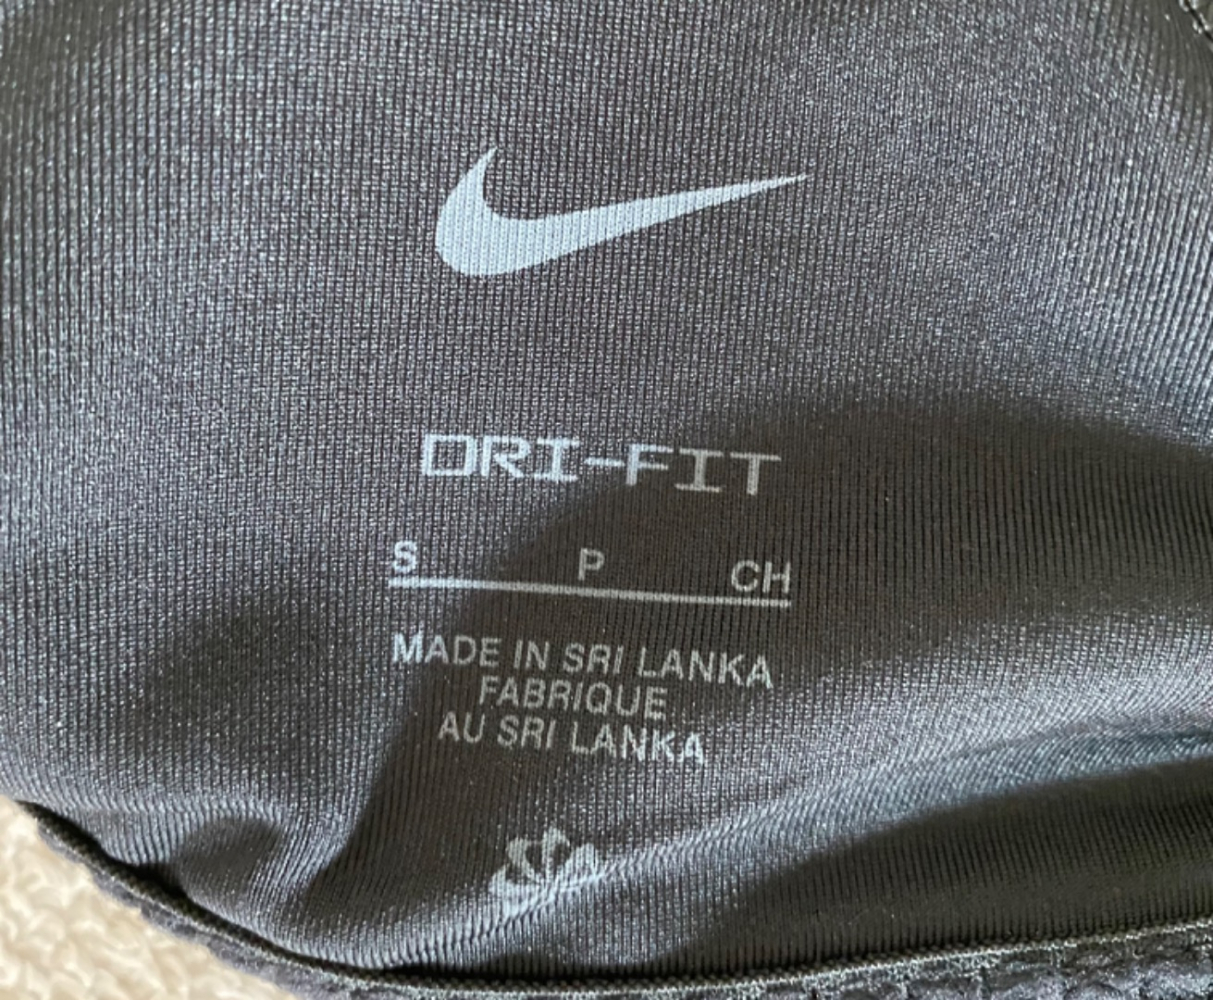 DRI-FIT
S P CH
MADE IN SRI LANKA
FABRIQUE
AU SRI LANKA